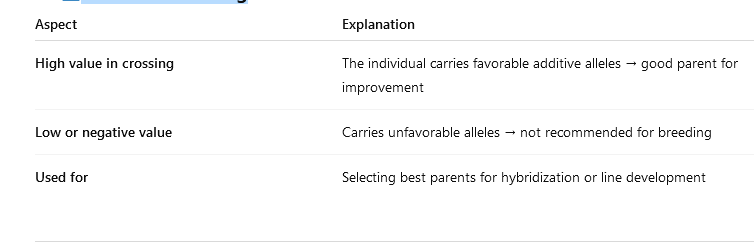 Aspect Explanation
High value in crossing The individual carries favorable additive alleles → good parent for
improvement
Low or negative value Carries unfavorable alleles → not recommended for breeding
Used for Selecting best parents for hybridization or line development